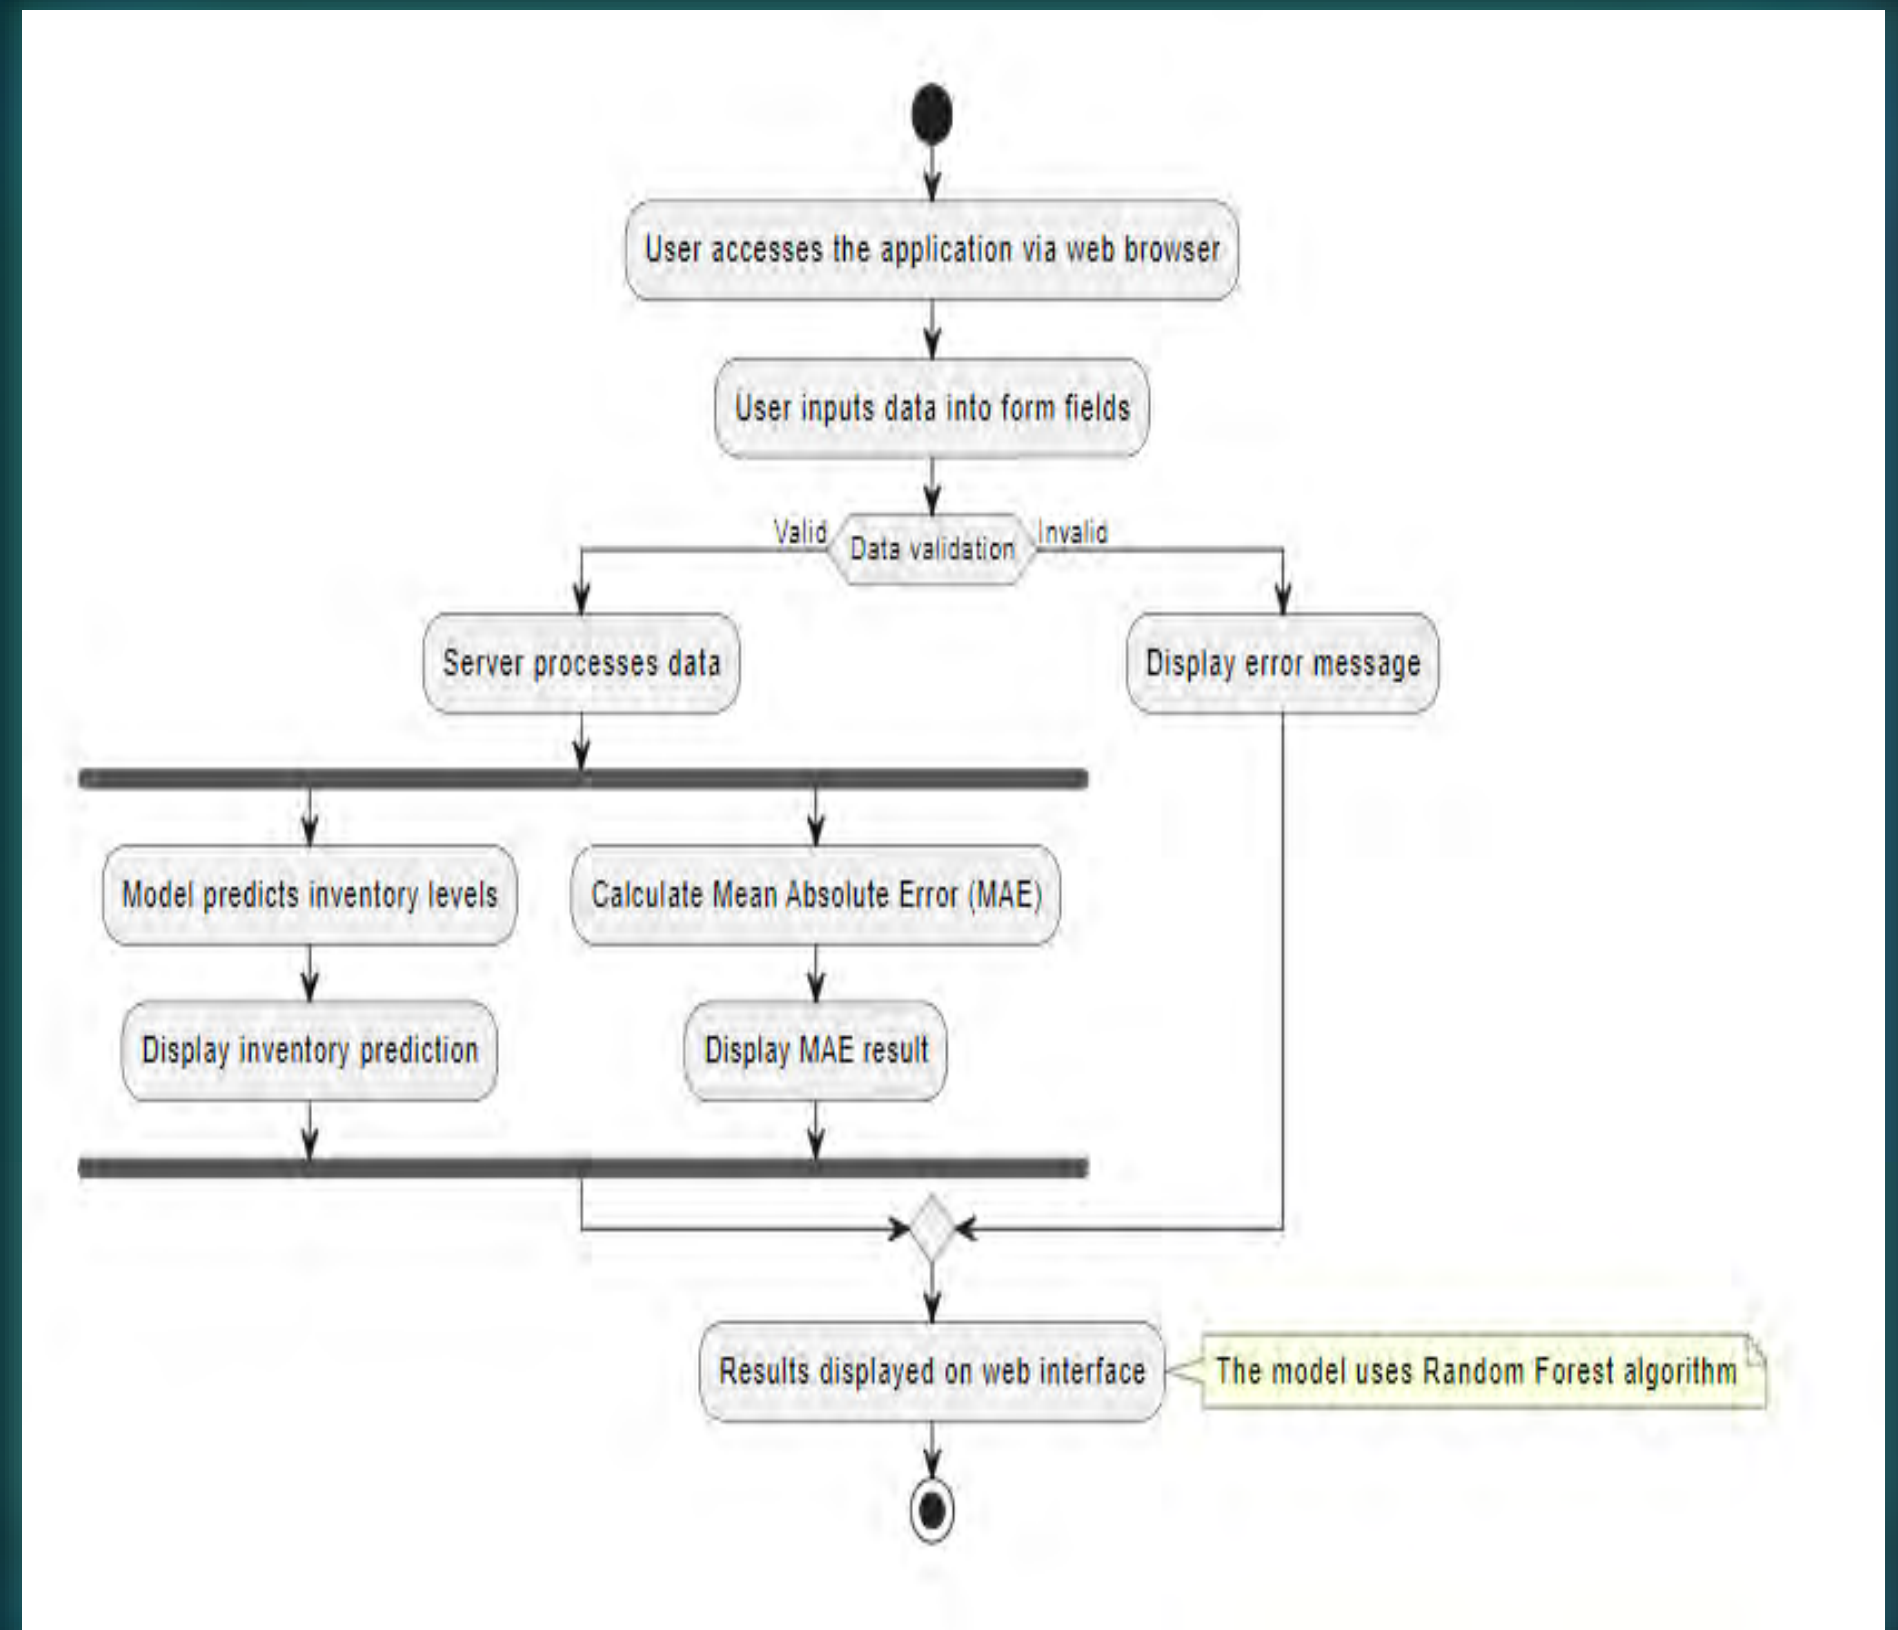 User accesses the application via web browser
User inputs data into form fields
Valid
Data validation
Invalid
Server processes data
Display error message
Model predicts inventory levels
Calculate Mean Absolute Error (MAE)
Display inventory prediction
Display MAE result
Results displayed on web interface
The model uses Random Forest algorithm